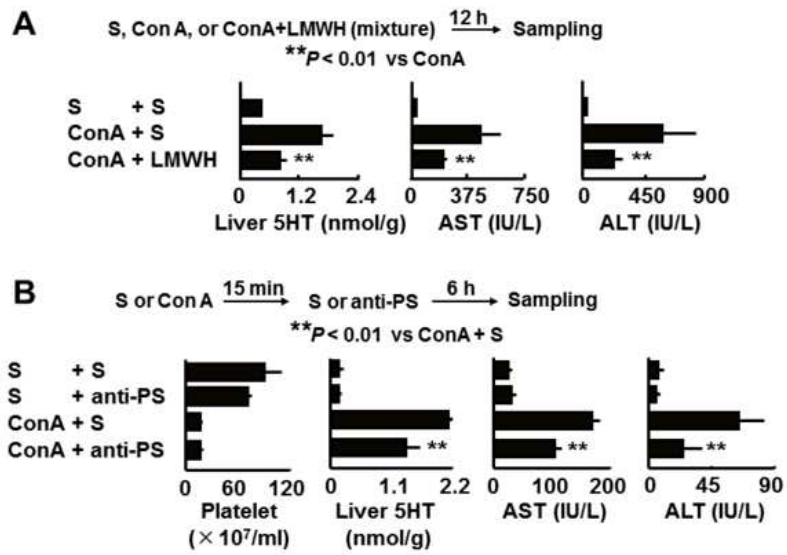 A
S, Con A, or ConA+LMWH (mixture) 12 h Sampling
**P< 0.01 vs ConA
S + S
ConA + S
ConA + LMWH
**
**
**
0 1.2 2.4
0 375 750
0 450 900
Liver 5HT (nmol/g)
AST (IU/L)
ALT (IU/L)
B
S or Con A 15 min S or anti-PS 6 h Sampling
**P< 0.01 vs ConA + S
S + S
S + anti-PS
ConA + S
ConA + anti-PS
**
**
**
0 60 120
0 1.1 2.2
0 100 200
0 45 90
Platelet
(×10⁷/ml)
Liver 5HT
(nmol/g)
AST (IU/L)
ALT (IU/L)